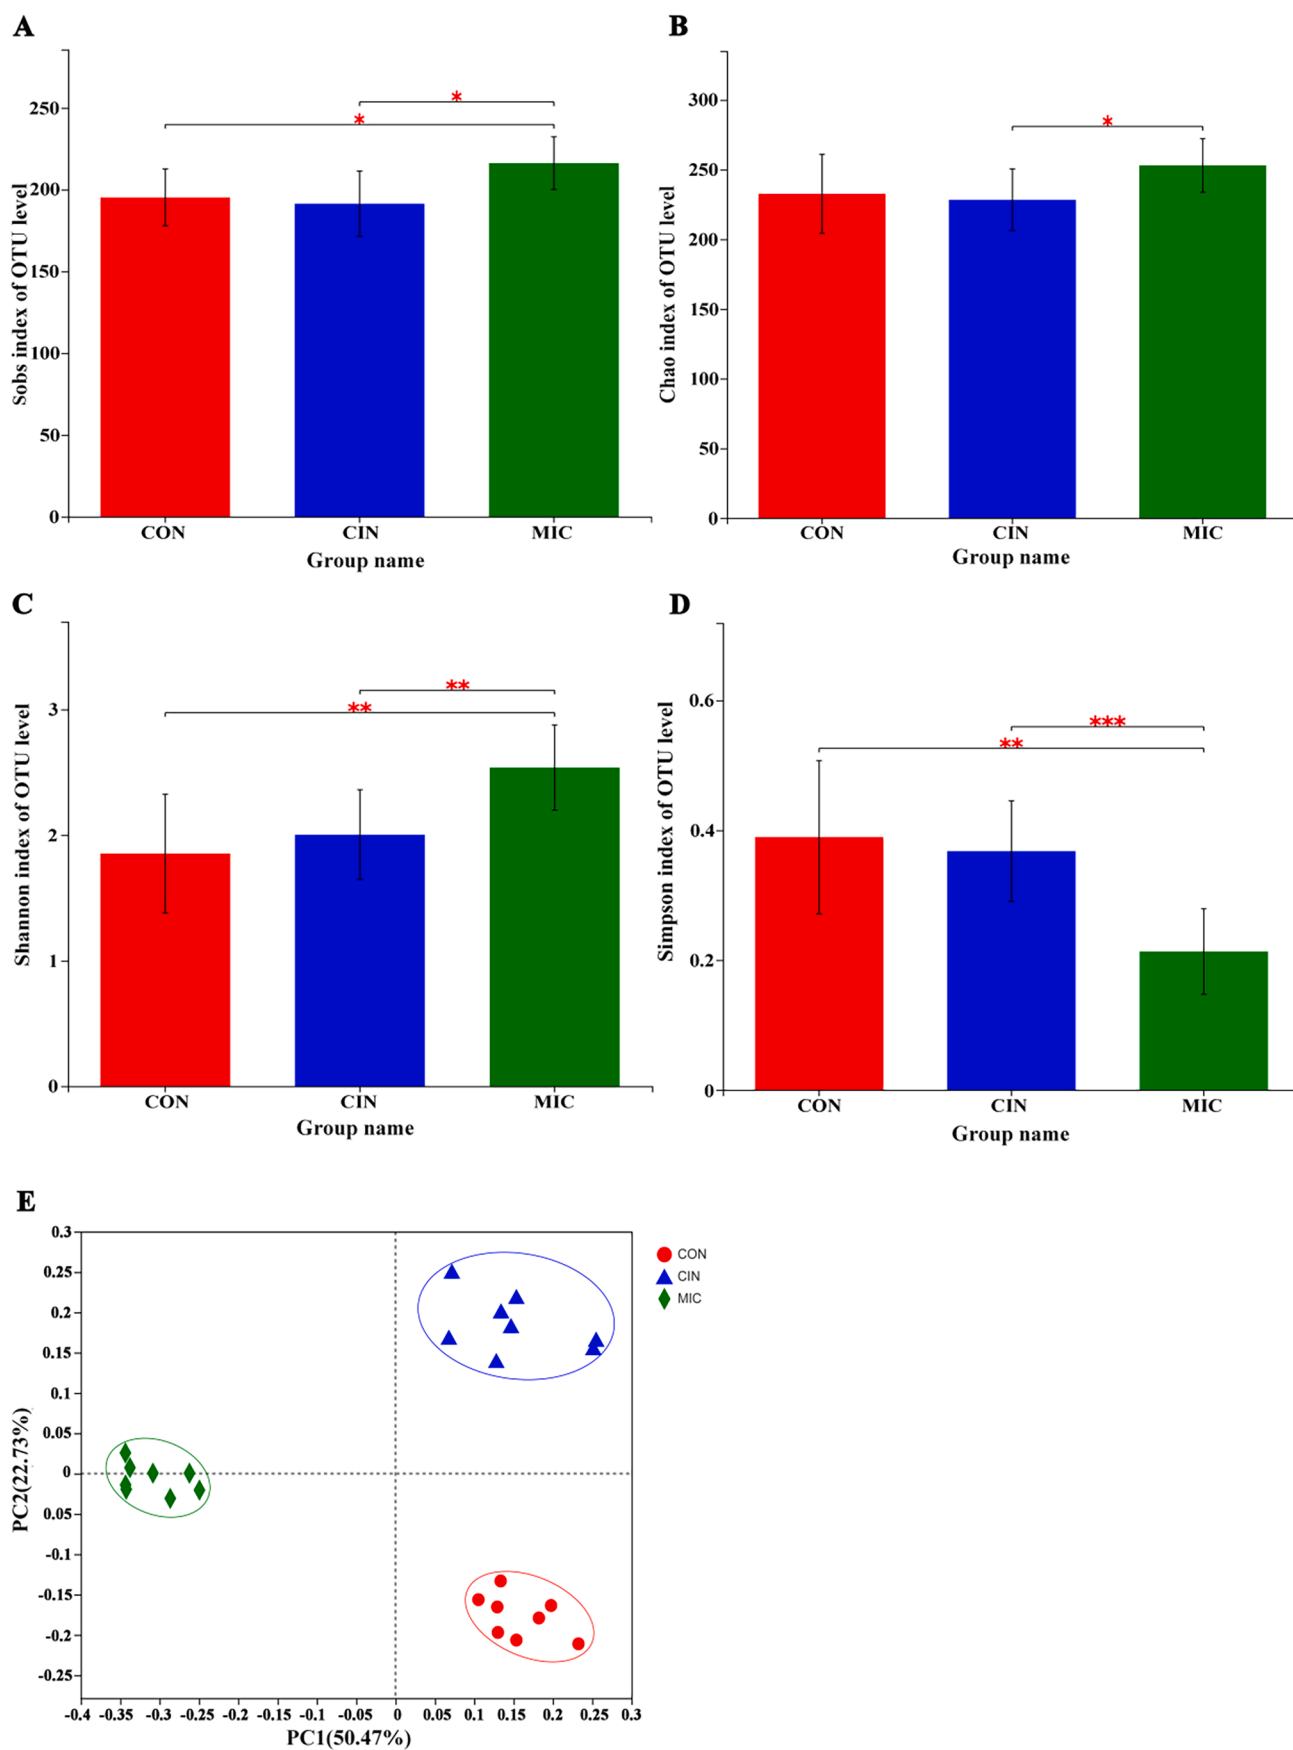 A
B
250
200
150
100
50
0
Sobs index of OTU level
*
*
CON
CIN
MIC
Group name
300
250
200
150
100
50
0
Chao index of OTU level
*
CON
CIN
MIC
Group name
C
D
3
2
1
0
Shannon index of OTU level
**
**
CON
CIN
MIC
Group name
0.6
0.4
0.2
0
Simpson index of OTU level
***
**
CON
CIN
MIC
Group name
E
0.3
0.25
0.2
0.15
0.1
0.05
0
0.05
-0.1
-0.15
-0.2
-0.25
PC2(22.73%)
-0.4 -0.35 -0.3 -0.25 -0.2 -0.15 -0.1 -0.05 0 0.05 0.1 0.15 0.2 0.25 0.3
PC1(50.47%)
CON
CIN
MIC